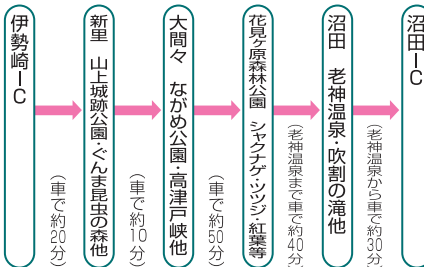 伊勢崎IC
（車で約20分）
新里　山上城跡公園・ぐんま昆虫の森他
（車で約10分）
大間々　ながめ公園・高津戸峡他
（車で約50分）
花見ヶ原森林公園　シャクナゲ・ツツジ・紅葉等
（老神温泉まで車で約40分）
沼田　老神温泉・吹割の滝他
（老神温泉から車で約30分）
沼田IC